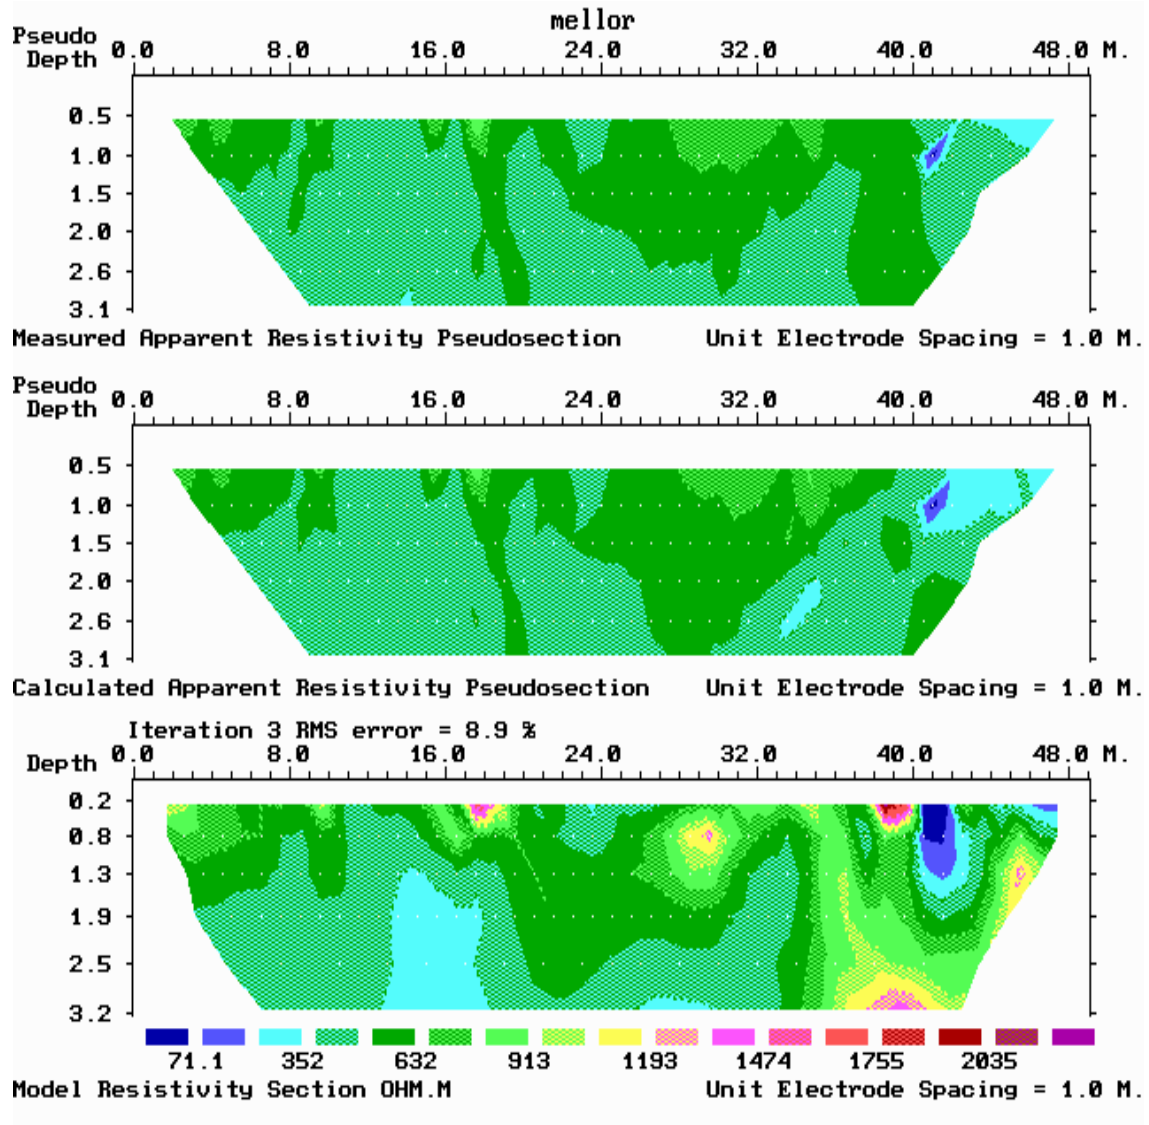 mellor
Pseudo
Depth 0.0 8.0 16.0 24.0 32.0 40.0 48.0 M.
0.5
1.0
1.5
2.0
2.6
3.1
Measured Apparent Resistivity Pseudosection Unit Electrode Spacing = 1.0 M.
Pseudo
Depth 0.0 8.0 16.0 24.0 32.0 40.0 48.0 M.
0.5
1.0
1.5
2.0
2.6
3.1
Calculated Apparent Resistivity Pseudosection Unit Electrode Spacing = 1.0 M.
Iteration 3 RMS error = 8.9 %
Depth 0.0 8.0 16.0 24.0 32.0 40.0 48.0 M.
0.2
0.8
1.3
1.9
2.5
3.2
71.1 352 632 913 1193 1474 1755 2035
Model Resistivity Section OHM.M Unit Electrode Spacing = 1.0 M.